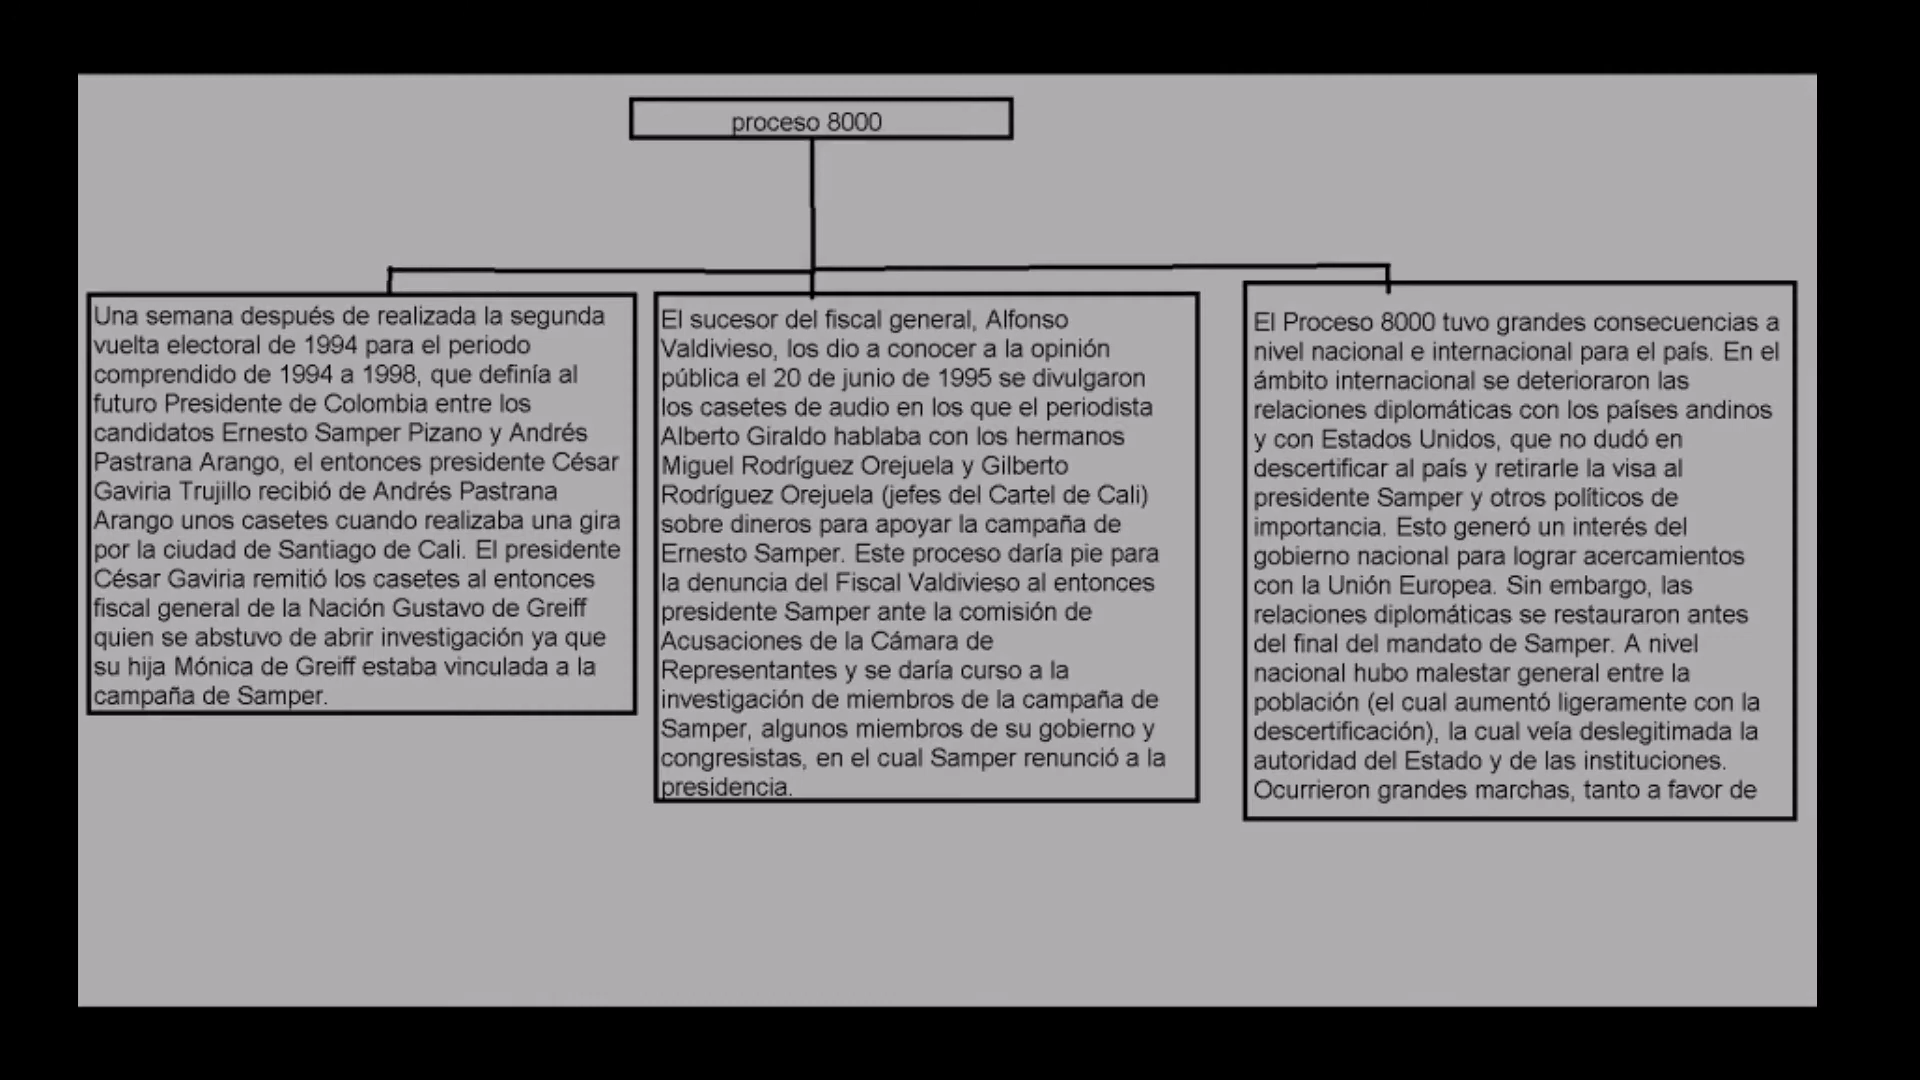 proceso 8000
Una semana después de realizada la segunda
vuelta electoral de 1994 para el periodo
comprendido de 1994 a 1998, que definía al
futuro Presidente de Colombia entre los
candidatos Ernesto Samper Pizano y Andrés
Pastrana Arango, el entonces presidente César
Gaviria Trujillo recibió de Andrés Pastrana
Arango unos casetes cuando realizaba una gira
por la ciudad de Santiago de Cali. El presidente
César Gaviria remitió los casetes al entonces
fiscal general de la Nación Gustavo de Greiff
quien se abstuvo de abrir investigación ya que
su hija Mónica de Greiff estaba vinculada a la
campaña de Samper.
El sucesor del fiscal general, Alfonso
Valdivieso, los dio a conocer a la opinión
pública el 20 de junio de 1995 se divulgaron
los casetes de audio en los que el periodista
Alberto Giraldo hablaba con los hermanos
Miguel Rodríguez Orejuela y Gilberto
Rodríguez Orejuela (jefes del Cartel de Cali)
sobre dineros para apoyar la campaña de
Ernesto Samper. Este proceso daría pie para
la denuncia del Fiscal Valdivieso al entonces
presidente Samper ante la comisión de
Acusaciones de la Cámara de
Representantes y se daría curso a la
investigación de miembros de la campaña de
Samper, algunos miembros de su gobierno y
congresistas, en el cual Samper renunció a la
presidencia.
El Proceso 8000 tuvo grandes consecuencias a
nivel nacional e internacional para el país. En el
ámbito internacional se deterioraron las
relaciones diplomáticas con los países andinos
y con Estados Unidos, que no dudó en
descertificar al país y retirarle la visa al
presidente Samper y otros políticos de
importancia. Esto generó un interés del
gobierno nacional para lograr acercamientos
con la Unión Europea. Sin embargo, las
relaciones diplomáticas se restauraron antes
del final del mandato de Samper. A nivel
nacional hubo malestar general entre la
población (el cual aumentó ligeramente con la
descertificación), la cual veía deslegitimada la
autoridad del Estado y de las instituciones.
Ocurrieron grandes marchas, tanto a favor de